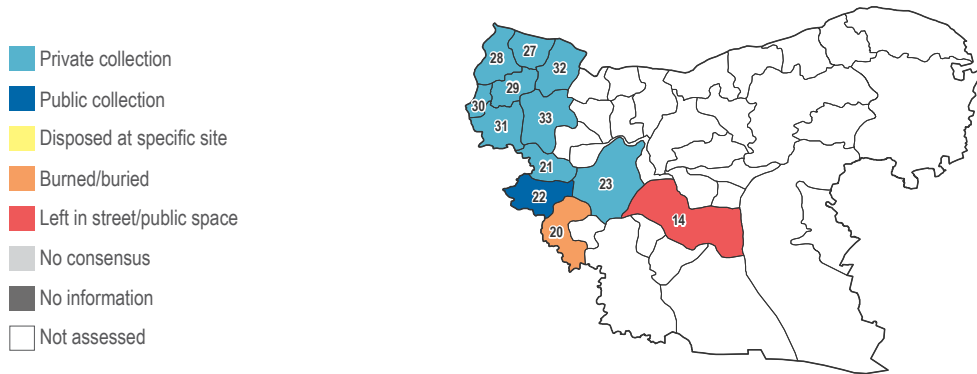 Private collection
Public collection
Disposed at specific site
Burned/buried
Left in street/public space
No consensus
No information
Not assessed
27
28
32
29
30
33
31
21
23
22
14
20